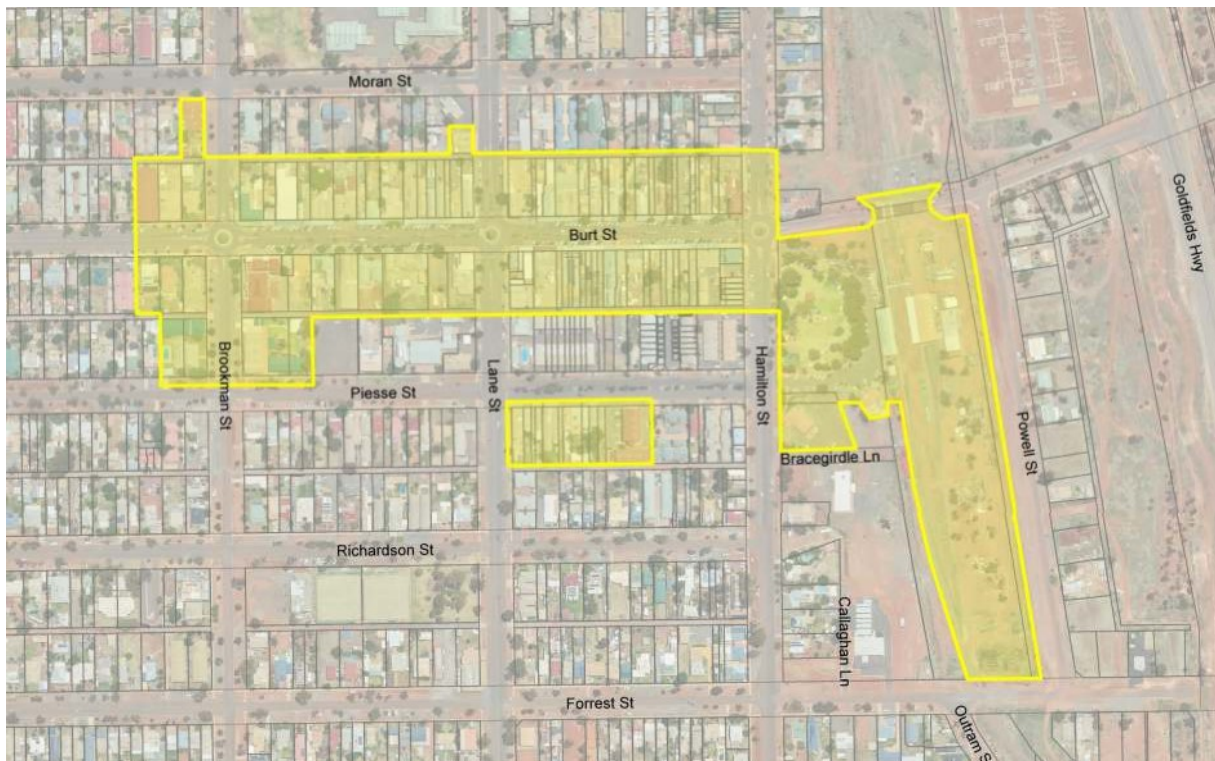 Moran St
Goldfields Hwy
Burt St
Brookman St
Lane St
Hamilton St
Piesse St
Powell St
Bracegirdle Ln
Richardson St
Callaghan Ln
Forrest St
Outram S